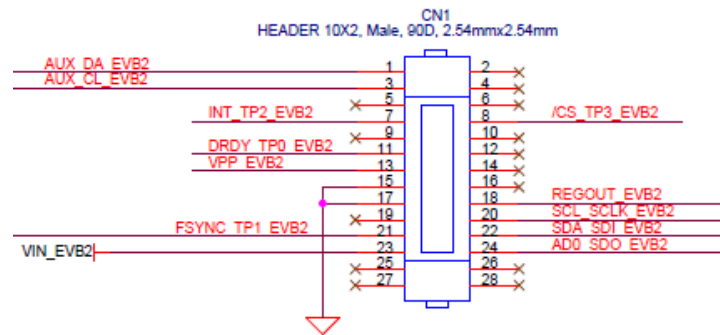 CN1
HEADER 10X2, Male, 90D, 2.54mmx2.54mm
AUX_DA_EVB2 1 2
AUX_CL_EVB2 3 4
5 6
INT_TP2_EVB2 7 8 /CS_TP3_EVB2
9 10
DRDY_TP0_EVB2 11 12
VPP_EVB2 13 14
15 16
17 18 REGOUT_EVB2
19 20 SCL_SCLK_EVB2
FSYNC_TP1_EVB2 21 22 SDA_SDI_EVB2
VIN_EVB2 23 24 AD0_SDO_EVB2
25 26
27 28